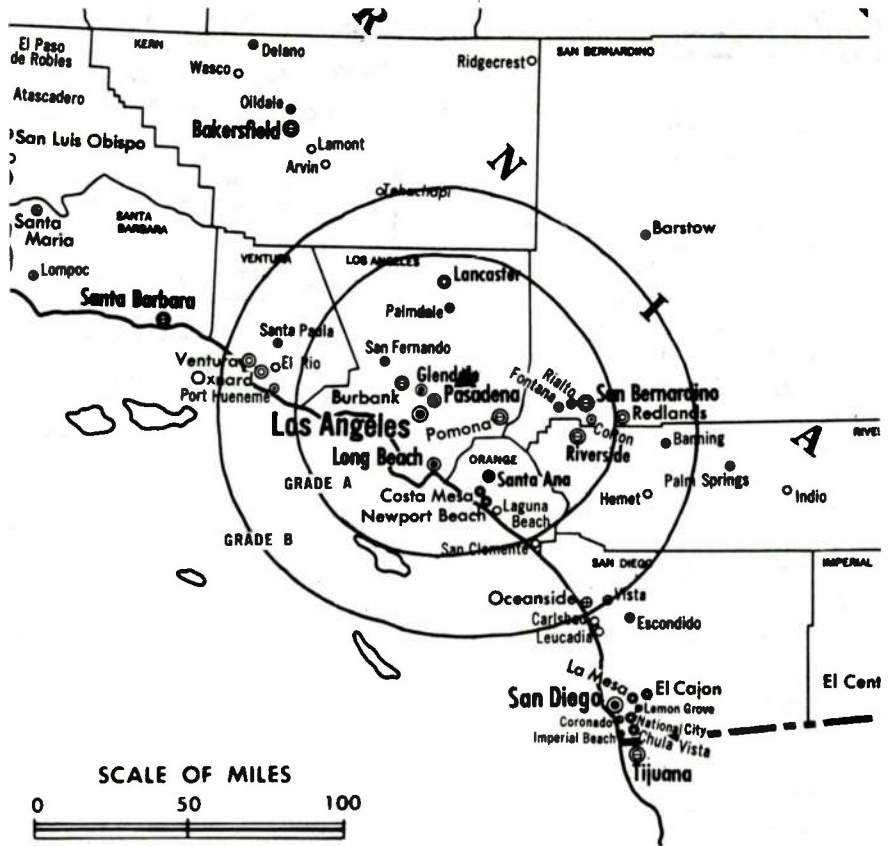 R
El Paso
de Robles
KERN
Delano
Wasco
Ridgecrest
SAN BERNARDINO
Atascadero
Oildale
Bakersfield
San Luis Obispo
Lamont
Arvin
N
Tehachapi
Santa
Maria
SANTA
BARBARA
Barstow
Lompoc
VENTURA
LOS ANGELES
Lancaster
Santa Barbara
Palmdale
I
Santa Paula
San Fernando
Ventura
El Rio
Oxnard
Port Hueneme
Glendale
Burbank
Pasadena
Fontana
Rialto
San Bernardino
Redlands
Los Angeles
Pomona
Colton
Riverside
Banning
A
RIVE
Long Beach
ORANGE
Santa Ana
Palm Springs
GRADE A
Costa Mesa
Newport Beach
Laguna
Beach
Hemet
Indio
GRADE B
San Clemente
SAN DIEGO
IMPERIAL
Oceanside
Vista
Carlsbad
Leucadia
Escondido
La Mesa
El Cajon
El Cent
San Diego
Lemon Grove
Coronado
National City
Imperial Beach
Chula Vista
Tijuana
SCALE OF MILES
0 50 100